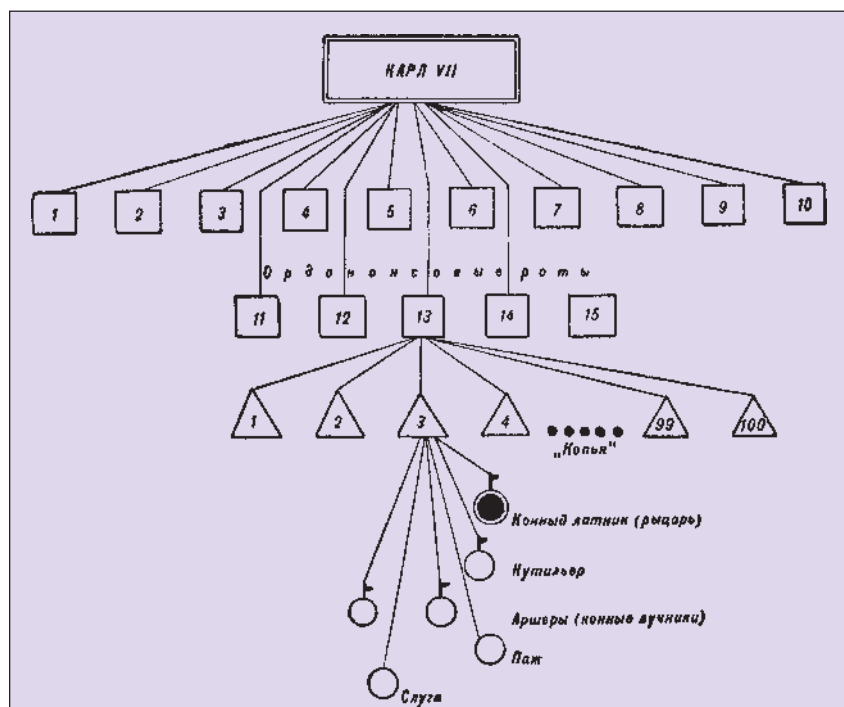 КАРЛ VII
1 2 3 4 5 6 7 8 9 10
Ордонансовые роты
11 12 13 14 15
1 2 3 4 99 100
„Копья“
Конный латник (рыцарь)
Кутильер
Аршеры (конные лучники)
Паж
Слуга